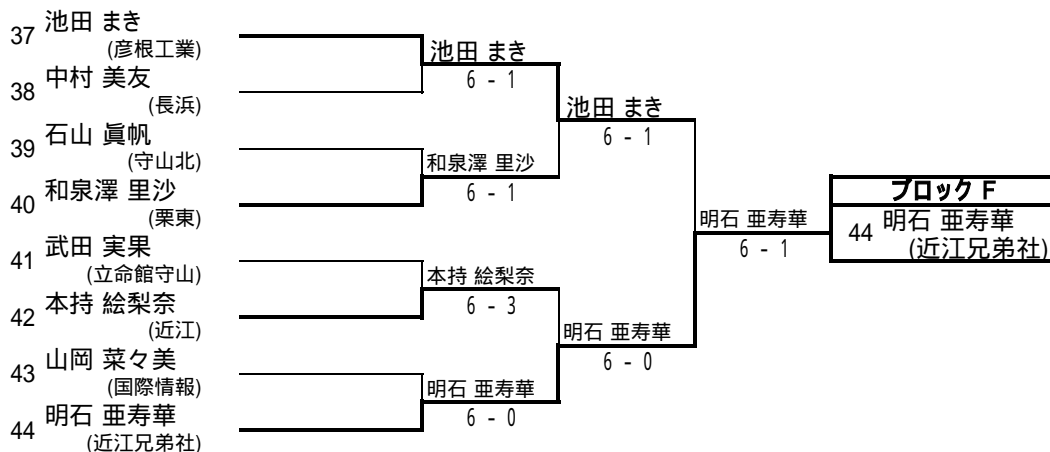 37 池田 まき
(彦根工業)
38 中村 美友
(長浜)
39 石山 眞帆
(守山北)
40 和泉澤 里沙
(栗東)
41 武田 実果
(立命館守山)
42 本持 絵梨奈
(近江)
43 山岡 菜々美
(国際情報)
44 明石 亜寿華
(近江兄弟社)
池田 まき
6 - 1
和泉澤 里沙
6 - 1
本持 絵梨奈
6 - 3
明石 亜寿華
6 - 0
池田 まき
6 - 1
明石 亜寿華
6 - 0
明石 亜寿華
6 - 1
ブロック F
44 明石 亜寿華
(近江兄弟社)